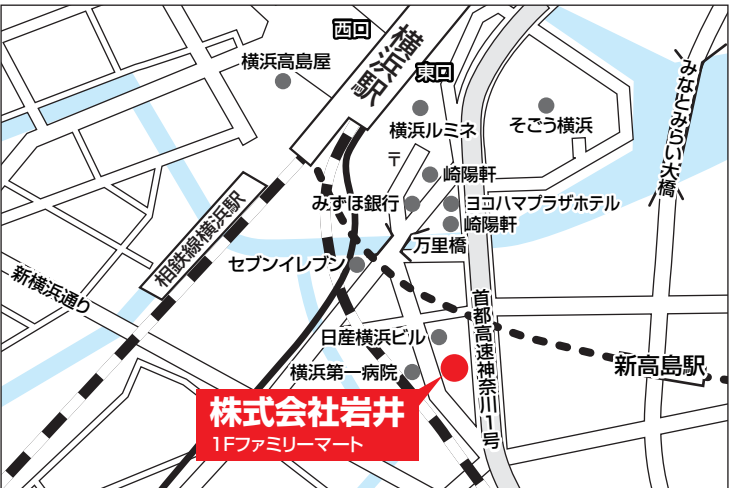 西口
横浜駅
横浜高島屋
東口
みなとみらい大橋
横浜ルミネ
そごう横浜
〒
崎陽軒
みずほ銀行
ヨコハマプラザホテル
崎陽軒
万里橋
相鉄線横浜駅
セブンイレブン
新横浜通り
首都高速神奈川1号
日産横浜ビル
新高島駅
横浜第一病院
株式会社岩井
1Fファミリーマート